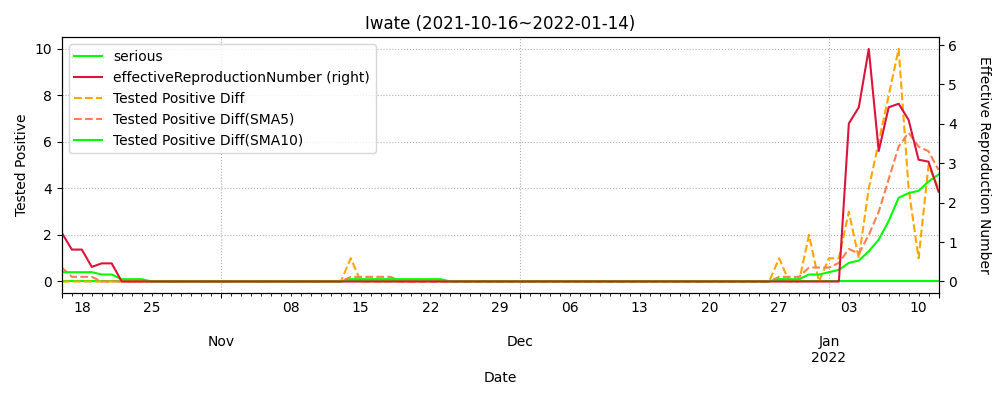 Iwate (2021-10-16~2022-01-14)
serious
effectiveReproductionNumber (right)
Tested Positive Diff
Tested Positive Diff(SMA5)
Tested Positive Diff(SMA10)
Tested Positive
10
8
6
4
2
0
6
5
4
3
2
1
0
Effective Reproduction Number
18 25 08 15 22 29 06 13 20 27 03 10
Nov Dec Jan
2022
Date